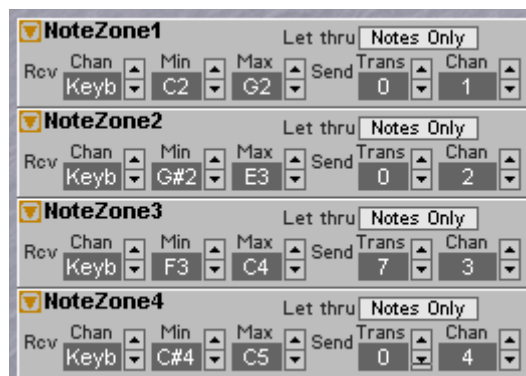 NoteZone1
Let thru Notes Only
Chan Min Max Trans Chan
Rcv Keyb C2 G2 Send 0 1
NoteZone2
Let thru Notes Only
Chan Min Max Trans Chan
Rcv Keyb G#2 E3 Send 0 2
NoteZone3
Let thru Notes Only
Chan Min Max Trans Chan
Rcv Keyb F3 C4 Send 7 3
NoteZone4
Let thru Notes Only
Chan Min Max Trans Chan
Rcv Keyb C#4 C5 Send 0 4